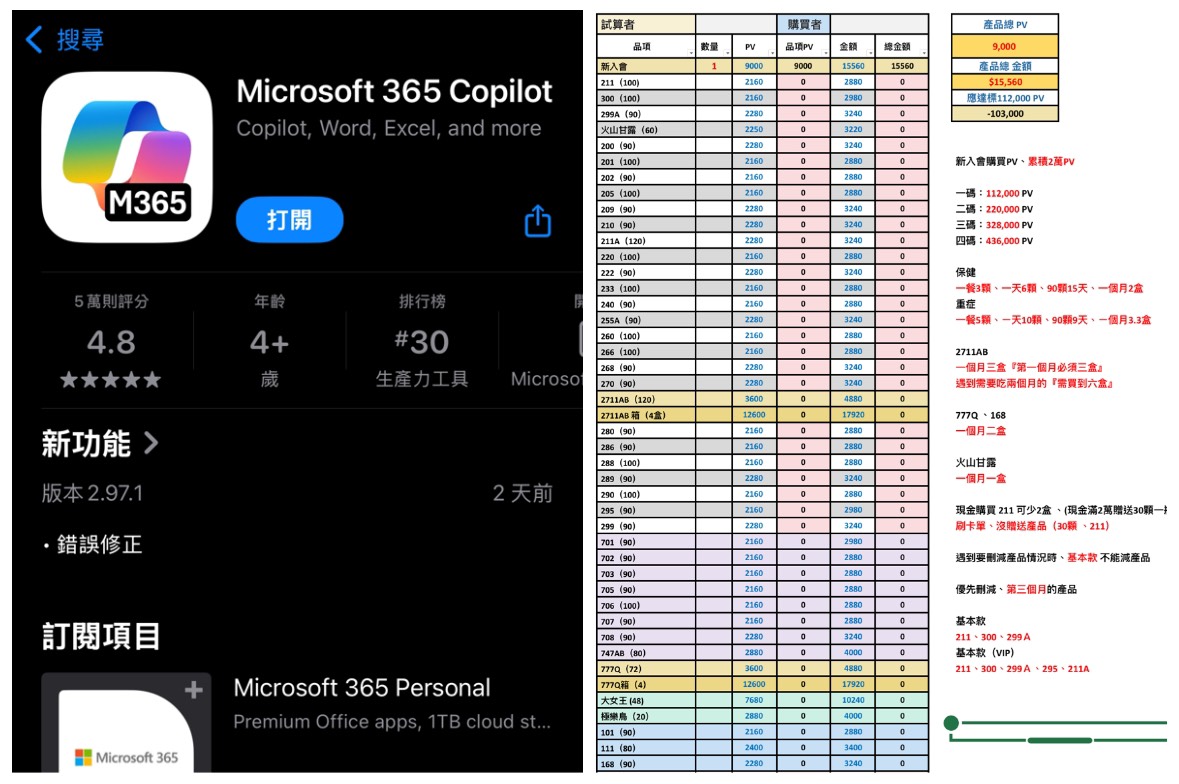 搜尋
Microsoft 365 Copilot
Copilot, Word, Excel, and more
M365
打開
5 萬則評分
年齡
排行榜
4.8
4+
#30
★★★★★
歲
生產力工具
Microsof
新功能
版本 2.97.1
2 天前
・錯誤修正
訂閱項目
Microsoft 365 Personal
Premium Office apps, 1TB cloud st...
Microsoft 365
試算者 購買者
品項 數量 PV 品項PV 金額 總金額
新入會 1 9000 9000 15560 15560
211 (100) 2160 0 2880 0
300 (100) 2160 0 2980 0
299A (90) 2280 0 3240 0
火山甘露 (60) 2250 0 3220 0
200 (90) 2280 0 3240 0
201 (100) 2160 0 2880 0
202 (90) 2160 0 2880 0
205 (100) 2160 0 2880 0
209 (90) 2280 0 3240 0
210 (90) 2280 0 3240 0
211A (120) 2280 0 3240 0
220 (100) 2160 0 2880 0
222 (90) 2280 0 3240 0
233 (100) 2160 0 2880 0
240 (90) 2160 0 2880 0
255A (90) 2280 0 3240 0
260 (100) 2160 0 2880 0
266 (100) 2160 0 2880 0
268 (90) 2280 0 3240 0
270 (90) 2280 0 3240 0
2711AB (120) 3600 0 4880 0
2711AB 箱 (4盒) 12600 0 17920 0
280 (90) 2160 0 2880 0
286 (90) 2160 0 2880 0
288 (100) 2160 0 2880 0
289 (90) 2280 0 3240 0
290 (100) 2160 0 2880 0
295 (90) 2160 0 2980 0
299 (90) 2280 0 3240 0
701 (90) 2160 0 2980 0
702 (90) 2160 0 2880 0
703 (90) 2160 0 2880 0
705 (90) 2160 0 2880 0
706 (100) 2160 0 2880 0
707 (90) 2160 0 2880 0
708 (90) 2280 0 3240 0
747AB (80) 2880 0 4000 0
777Q (72) 3600 0 4880 0
777Q箱 (4) 12600 0 17920 0
大女王 (48) 7680 0 10240 0
極樂鳥 (20) 2880 0 4000 0
101 (90) 2160 0 2880 0
111 (80) 2400 0 3400 0
168 (90) 2280 0 3240 0
產品總 PV
9,000
產品總 金額
$15,560
應達標112,000 PV
-103,000
新入會購買PV、累積2萬PV
一碼：112,000 PV
二碼：220,000 PV
三碼：328,000 PV
四碼：436,000 PV
保健
一餐3顆、一天6顆、90顆15天、一個月2盒
重症
一餐5顆、一天10顆、90顆9天、一個月3.3盒
2711AB
一個月三盒『第一個月必須三盒』
遇到需要吃兩個月的『需買到六盒』
777Q 、168
一個月二盒
火山甘露
一個月一盒
現金購買 211 可少2盒 、(現金滿2萬贈送30顆一
刷卡單、沒贈送產品（30顆 、211）
遇到要刪減產品情況時、基本款 不能減產品
優先刪減、第三個月的產品
基本款
211、300、299A
基本款（VIP）
211、300、299A 、295、211A